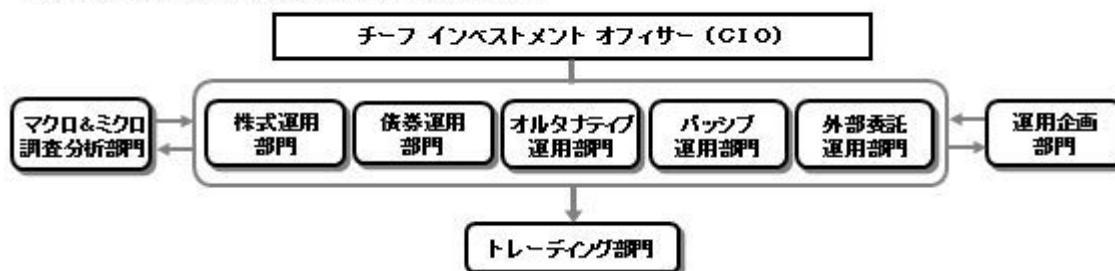 チーフ インベストメント オフィサー（CIO）
マクロ&ミクロ
調査分析部門
株式運用
部門
債券運用
部門
オルタナティブ
運用部門
パッシブ
運用部門
外部委託
運用部門
運用企画
部門
トレーディング部門